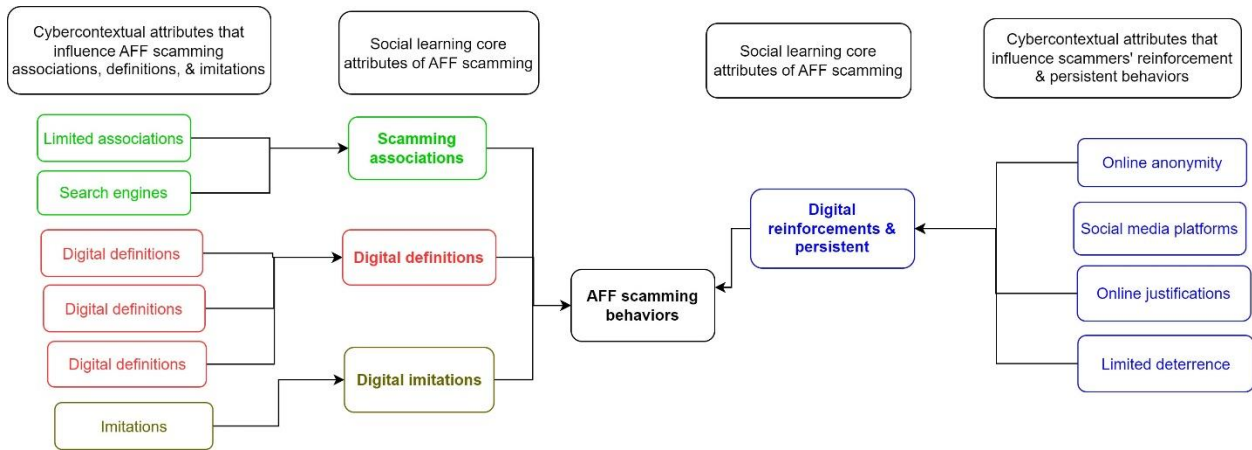 Cybercontextual attributes that
influence AFF scamming
associations, definitions, & imitations
Social learning core
attributes of AFF scamming
Social learning core
attributes of AFF scamming
Cybercontextual attributes that
influence scammers' reinforcement
& persistent behaviors
Limited associations
Search engines
Digital definitions
Digital definitions
Digital definitions
Imitations
Scamming
associations
Digital definitions
Digital imitations
AFF scamming
behaviors
Digital
reinforcements &
persistent
Online anonymity
Social media platforms
Online justifications
Limited deterrence